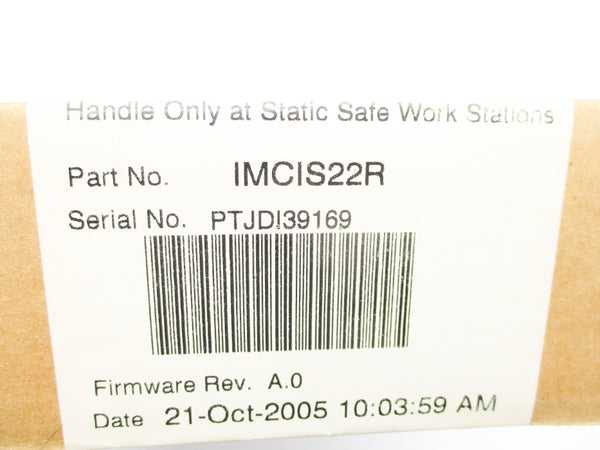 Handle Only at Static Safe Work Stations
Part No. IMCIS22R
Serial No. PTJDI39169
Firmware Rev. A.0
Date 21-Oct-2005 10:03:59 AM